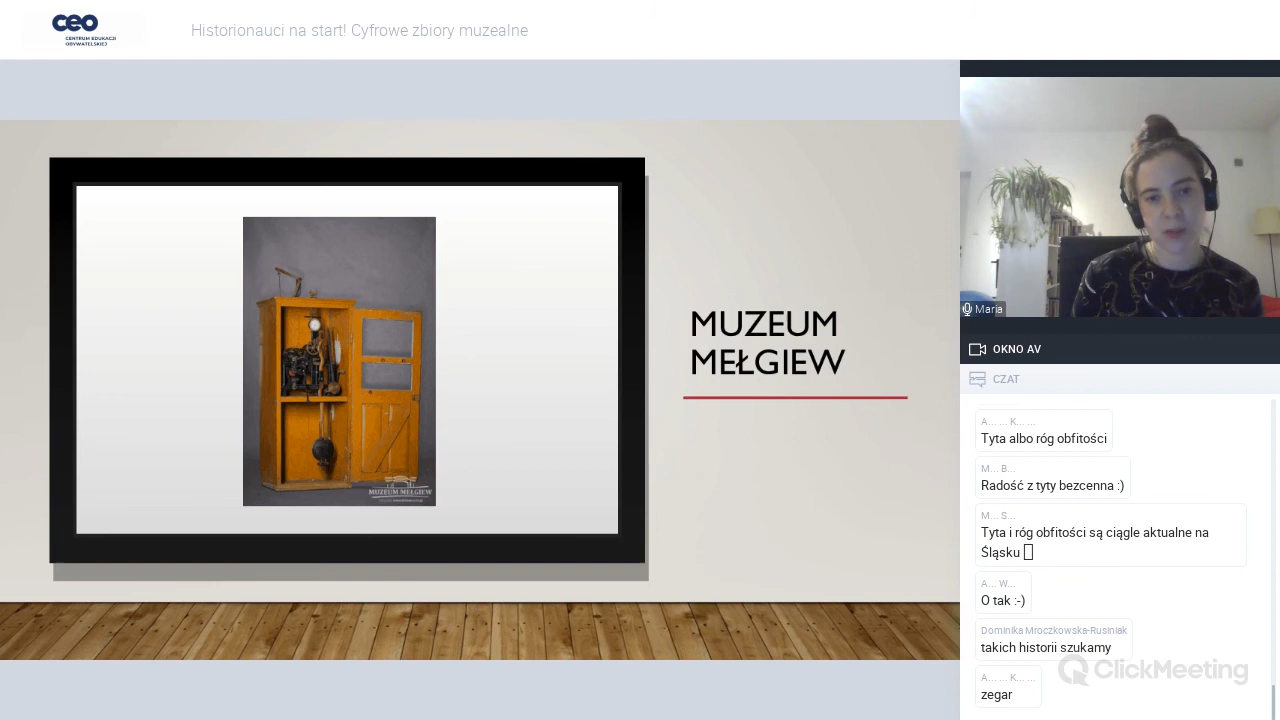 ceo
CENTRUM EDUKACJI
OBYWATELSKIEJ
Historionauci na start! Cyfrowe zbiory muzealne
MUZEUM
MEŁGIEW
MUZEUM MEŁGIEW
Maria
OKNO AV
CZAT
A... ... K... ...
Tyta albo róg obfitości
M... B...
Radość z tyty bezcenna :)
M... S...
Tyta i róg obfitości są ciągle aktualne na
Śląsku
A... W...
O tak :-)
Dominika Mroczkowska-Rusiniak
takich historii szukamy
A... K... ...
zegar
ClickMeeting